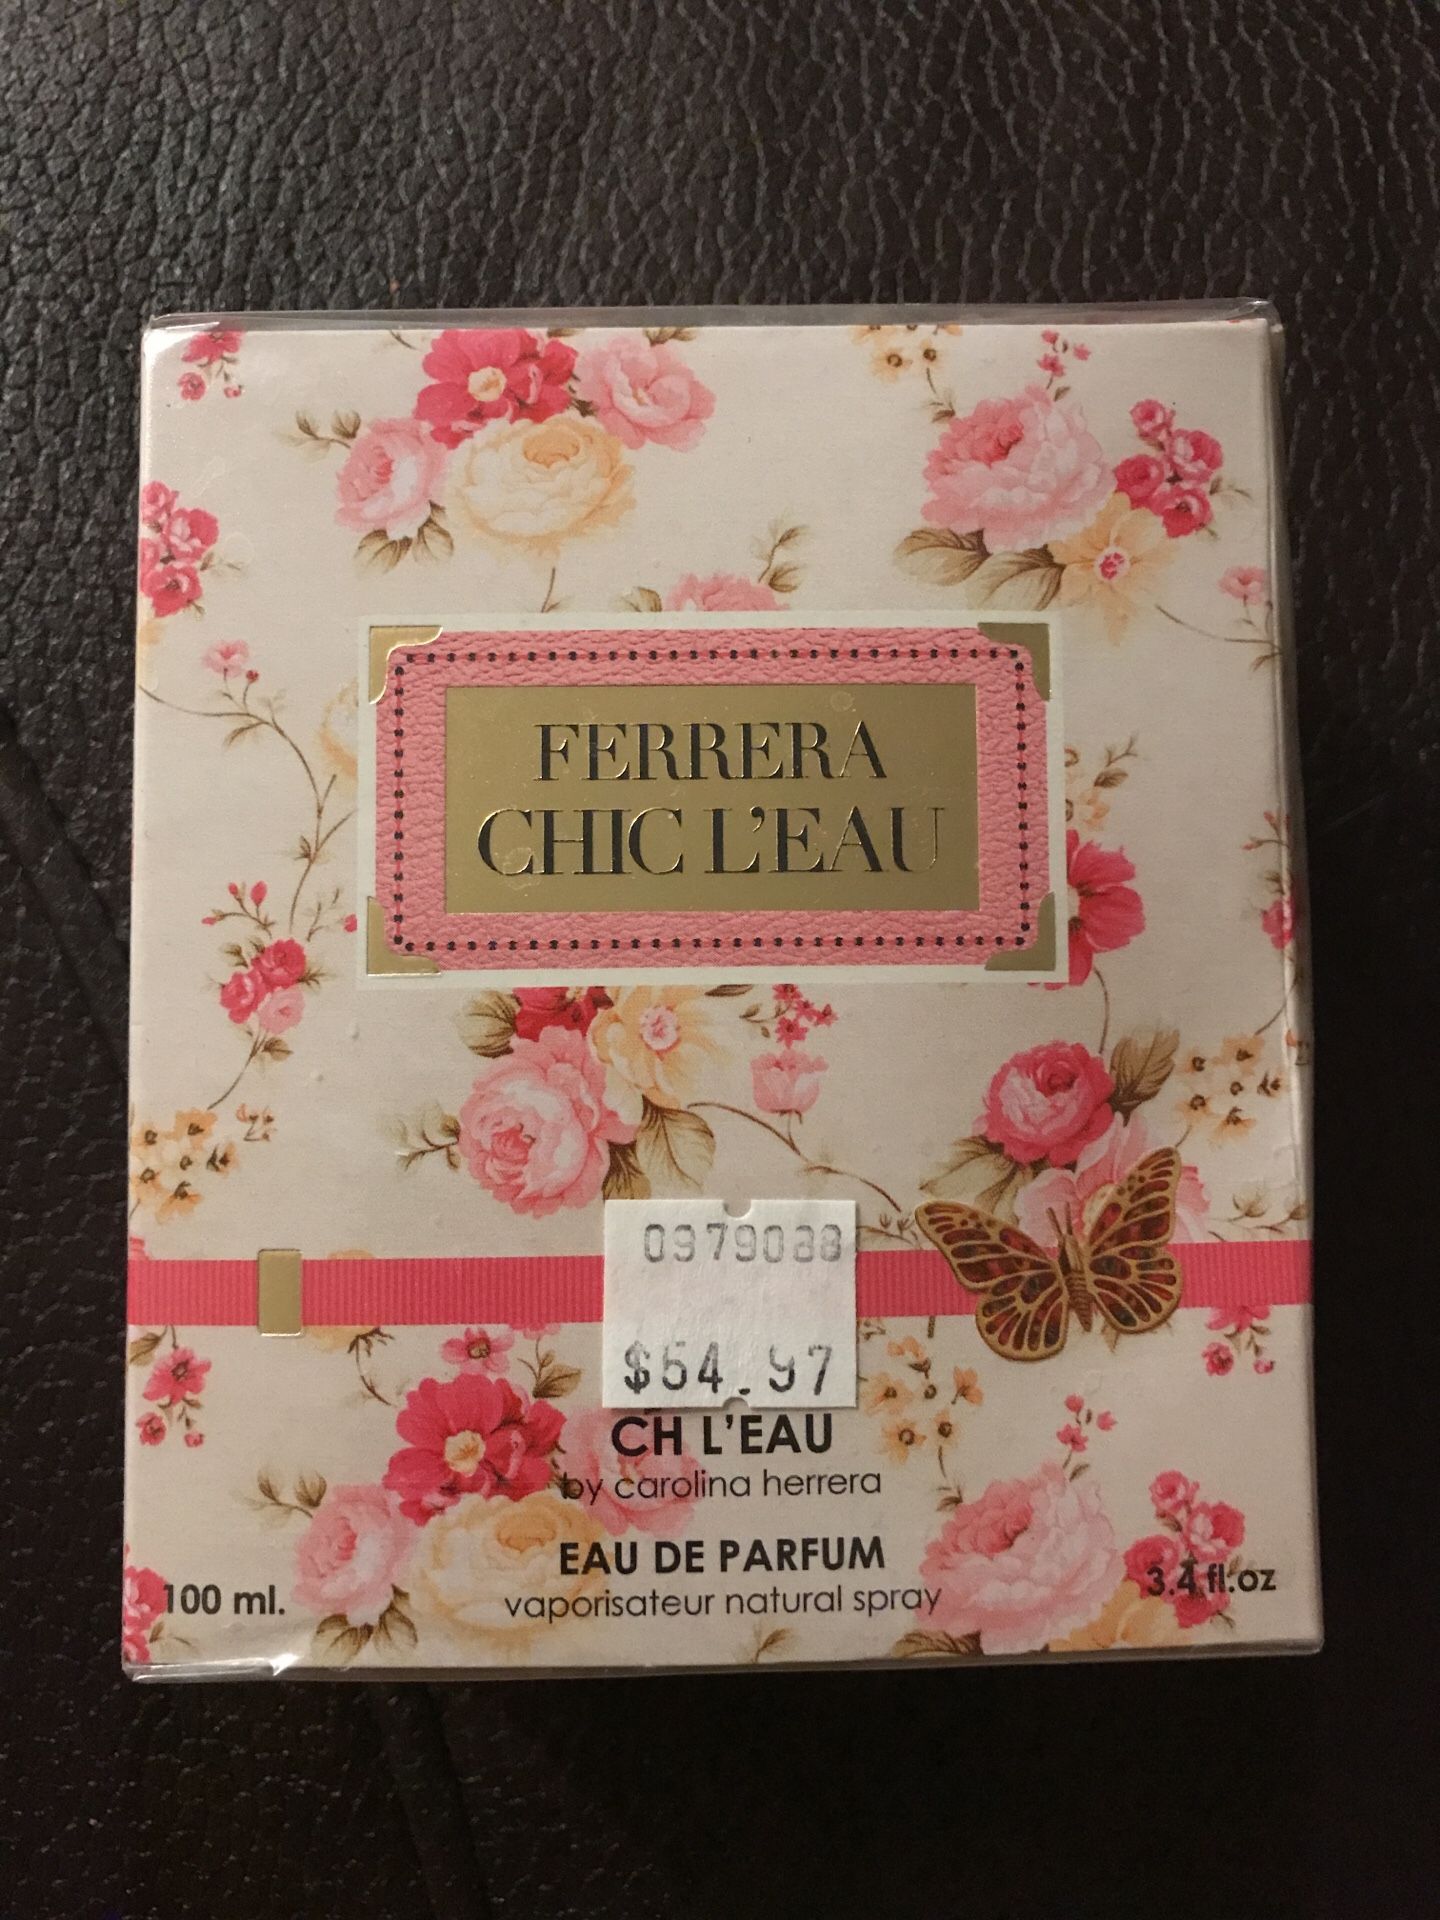 FERRERA
CHIC L'EAU
0979088
$54.97
CH L'EAU
by carolina herrera
EAU DE PARFUM
100 ml.
vaporisateur natural spray
3.4 fl.oz